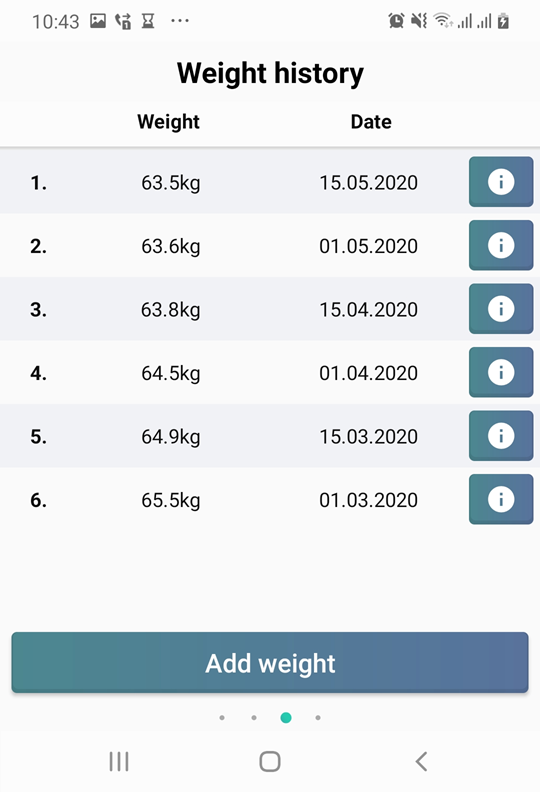 10:43
Weight history
Weight Date
1. 63.5kg 15.05.2020
2. 63.6kg 01.05.2020
3. 63.8kg 15.04.2020
4. 64.5kg 01.04.2020
5. 64.9kg 15.03.2020
6. 65.5kg 01.03.2020
Add weight